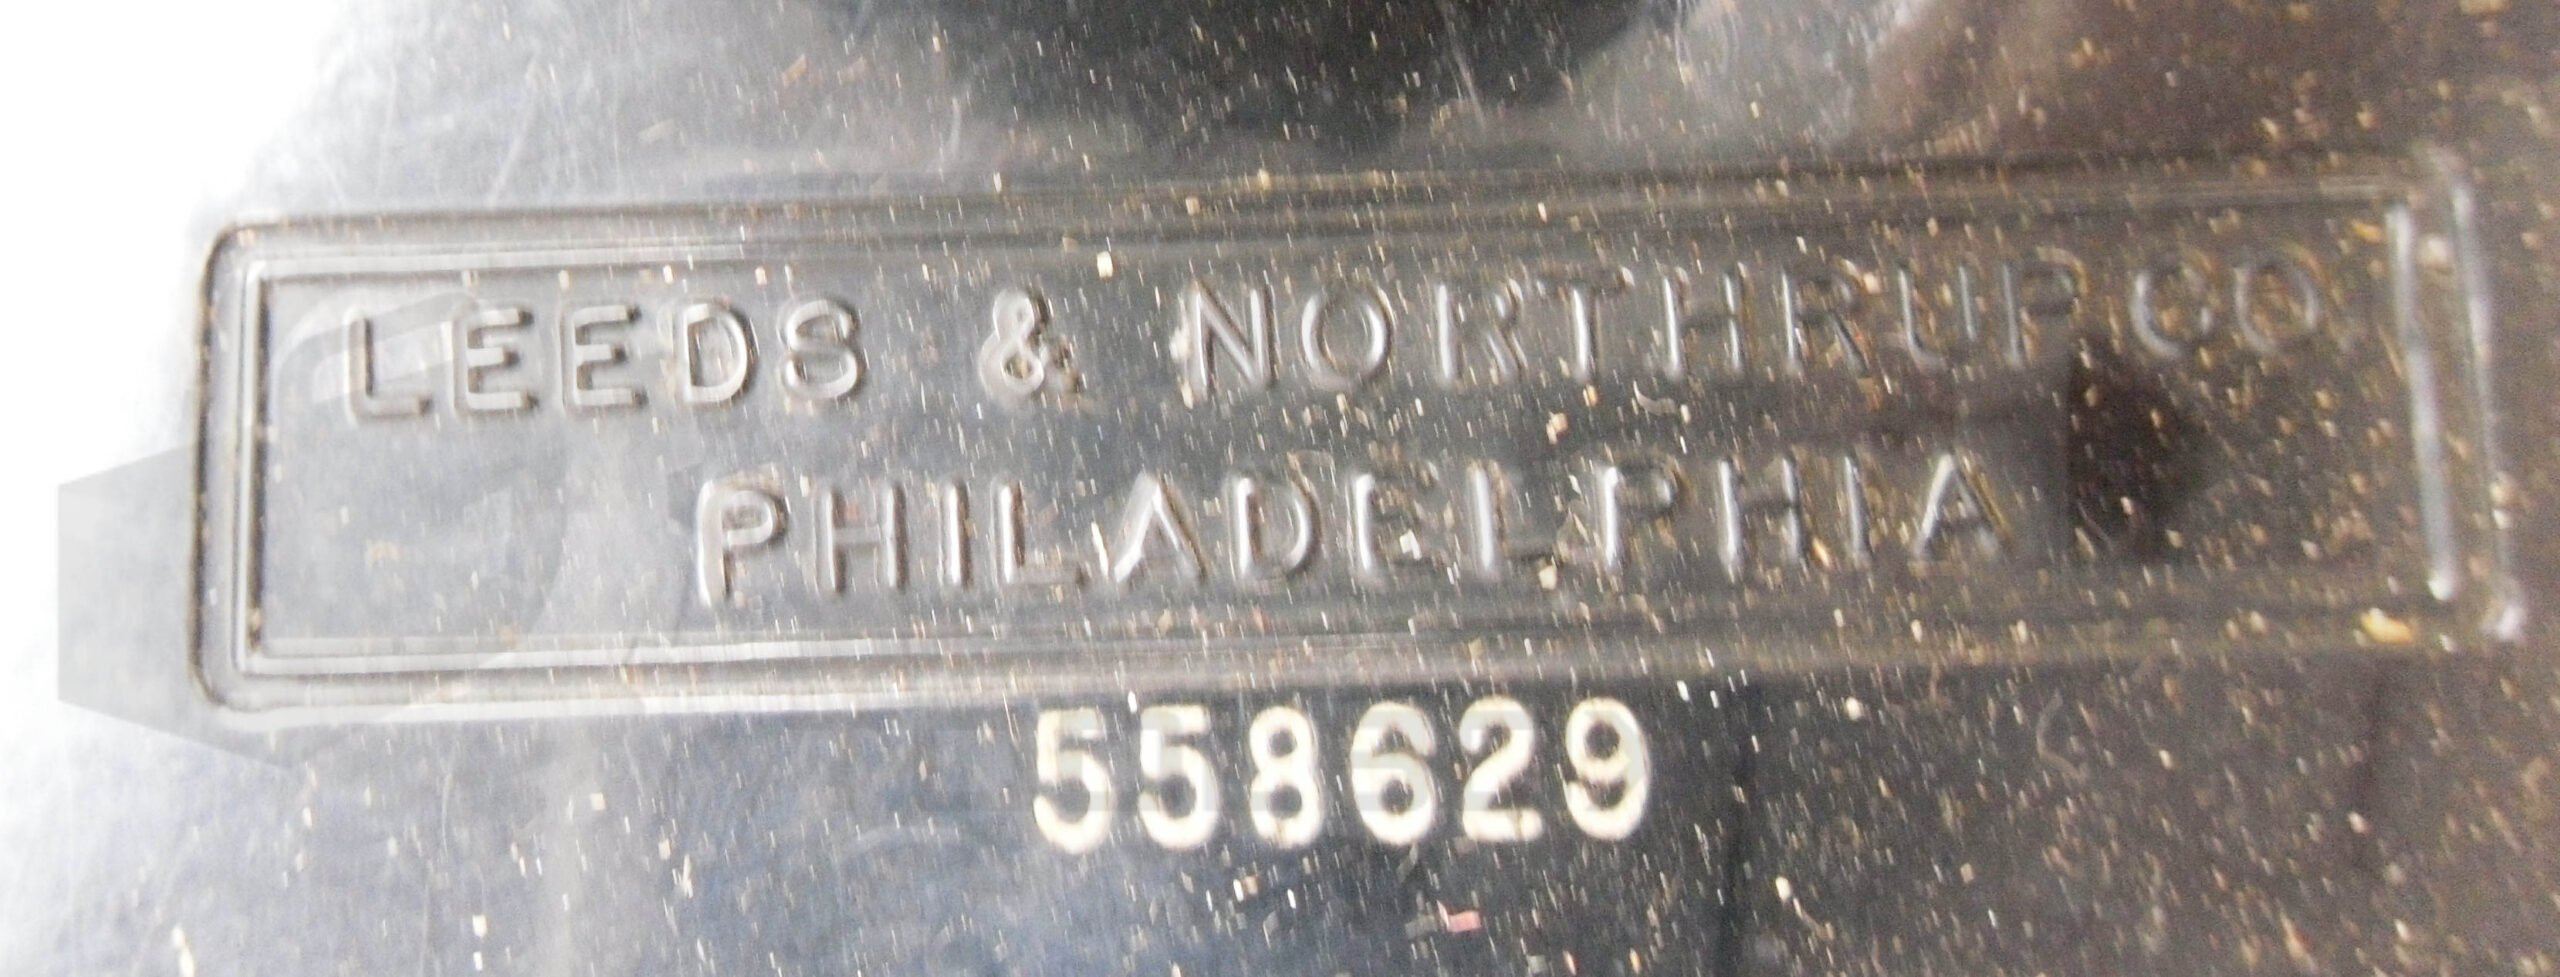 LEEDS & NORTHRUP CO
PHILADELPHIA
558629